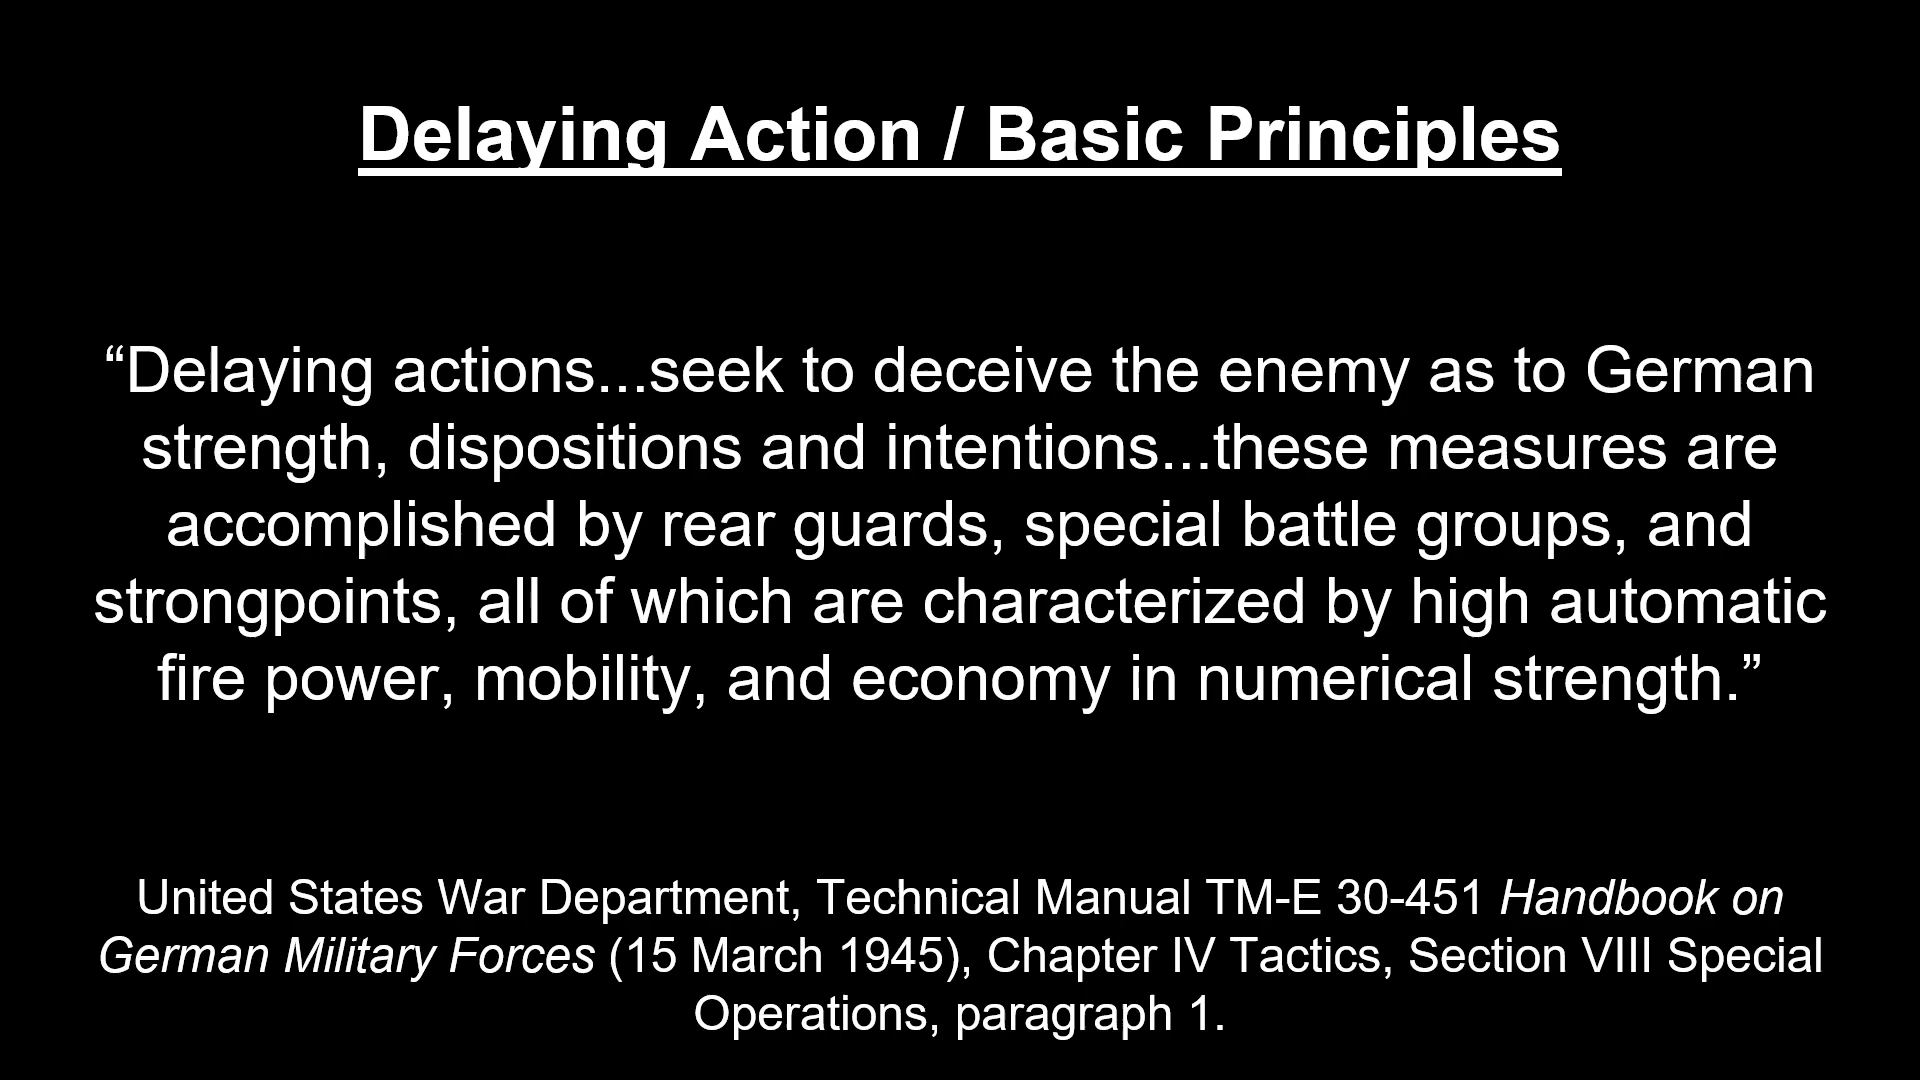 Delaying Action / Basic Principles
“Delaying actions...seek to deceive the enemy as to German
strength, dispositions and intentions...these measures are
accomplished by rear guards, special battle groups, and
strongpoints, all of which are characterized by high automatic
fire power, mobility, and economy in numerical strength.”
United States War Department, Technical Manual TM-E 30-451 Handbook on
German Military Forces (15 March 1945), Chapter IV Tactics, Section VIII Special
Operations, paragraph 1.